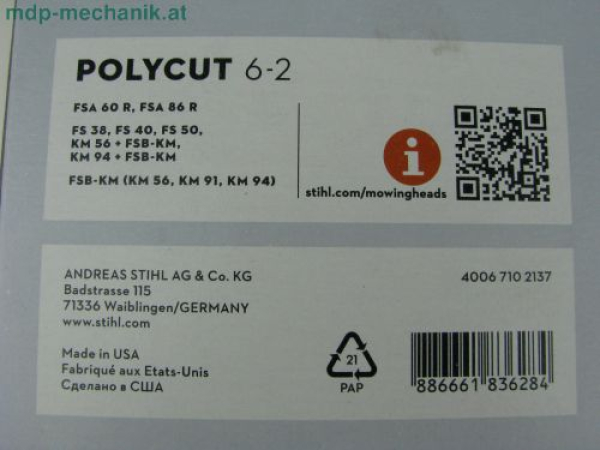 mdp-mechanik.at
POLYCUT 6-2
FSA 60 R, FSA 86 R
FS 38, FS 40, FS 50,
KM 56 + FSB-KM,
KM 94 + FSB-KM
FSB-KM (KM 56, KM 91, KM 94)
i
stihl.com/mowingheads
ANDREAS STIHL AG & Co. KG
Badstrasse 115
71336 Waiblingen/GERMANY
www.stihl.com
4006 710 2137
Made in USA
Fabriqué aux Etats-Unis
Сделано в США
21
PAP
886661 836284